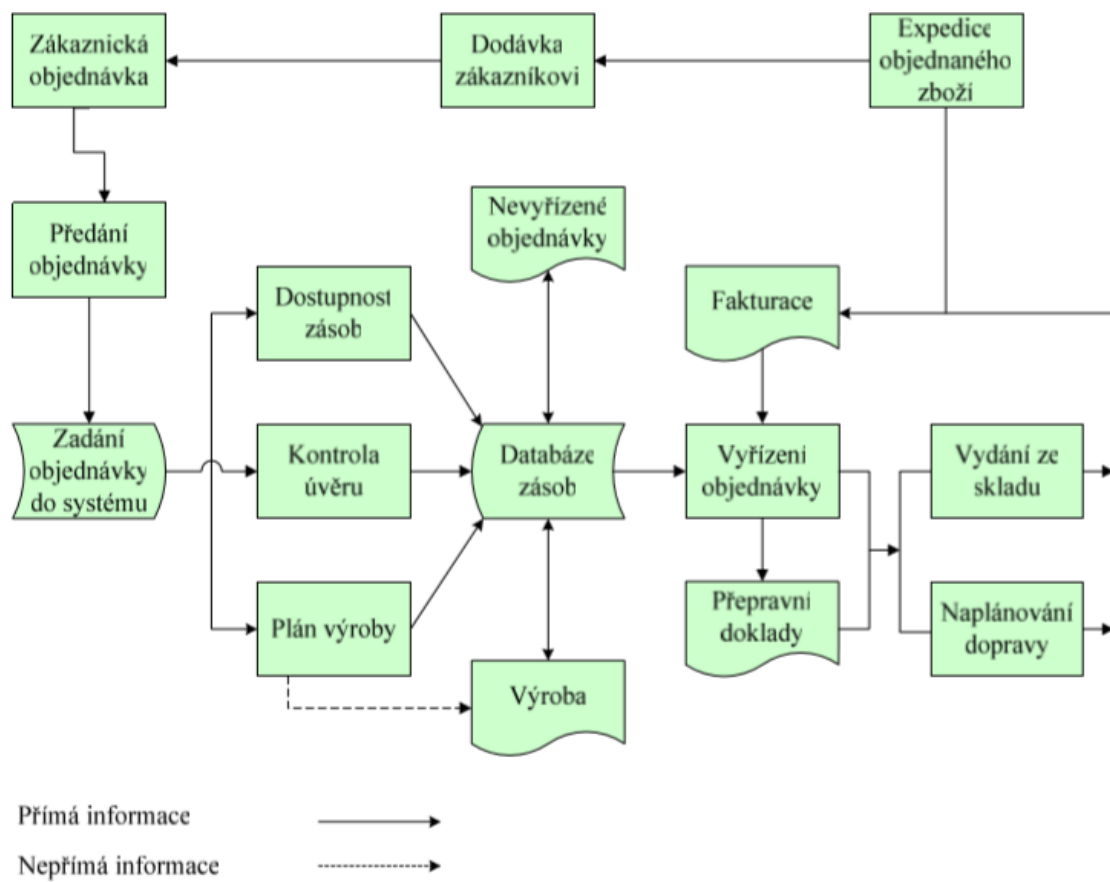 Zákaznická
objednávka
Dodávka
zákazníkovi
Expedice
objednaného
zboží
Předání
objednávky
Nevyřízené
objednávky
Dostupnost
zásob
Fakturace
Zadání
objednávky
do systému
Kontrola
úvěru
Databáze
zásob
Vyřízení
objednávky
Vydání ze
skladu
Plán výroby
Přepravní
doklady
Naplánování
dopravy
Výroba
Přímá informace
Nepřímá informace